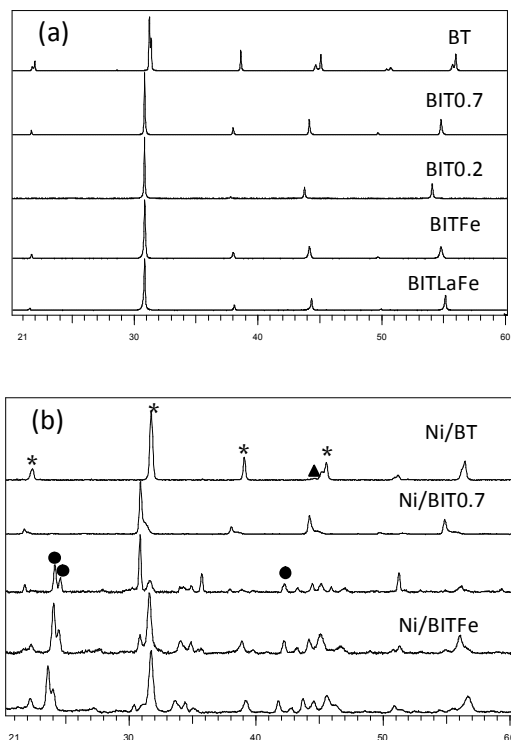 (a)
BT
BIT0.7
BIT0.2
BITFe
BITLaFe
21 30 40 50 60
(b)
* * * *
Ni/BT
Ni/BIT0.7
Ni/BITFe
21 30 40 50 60